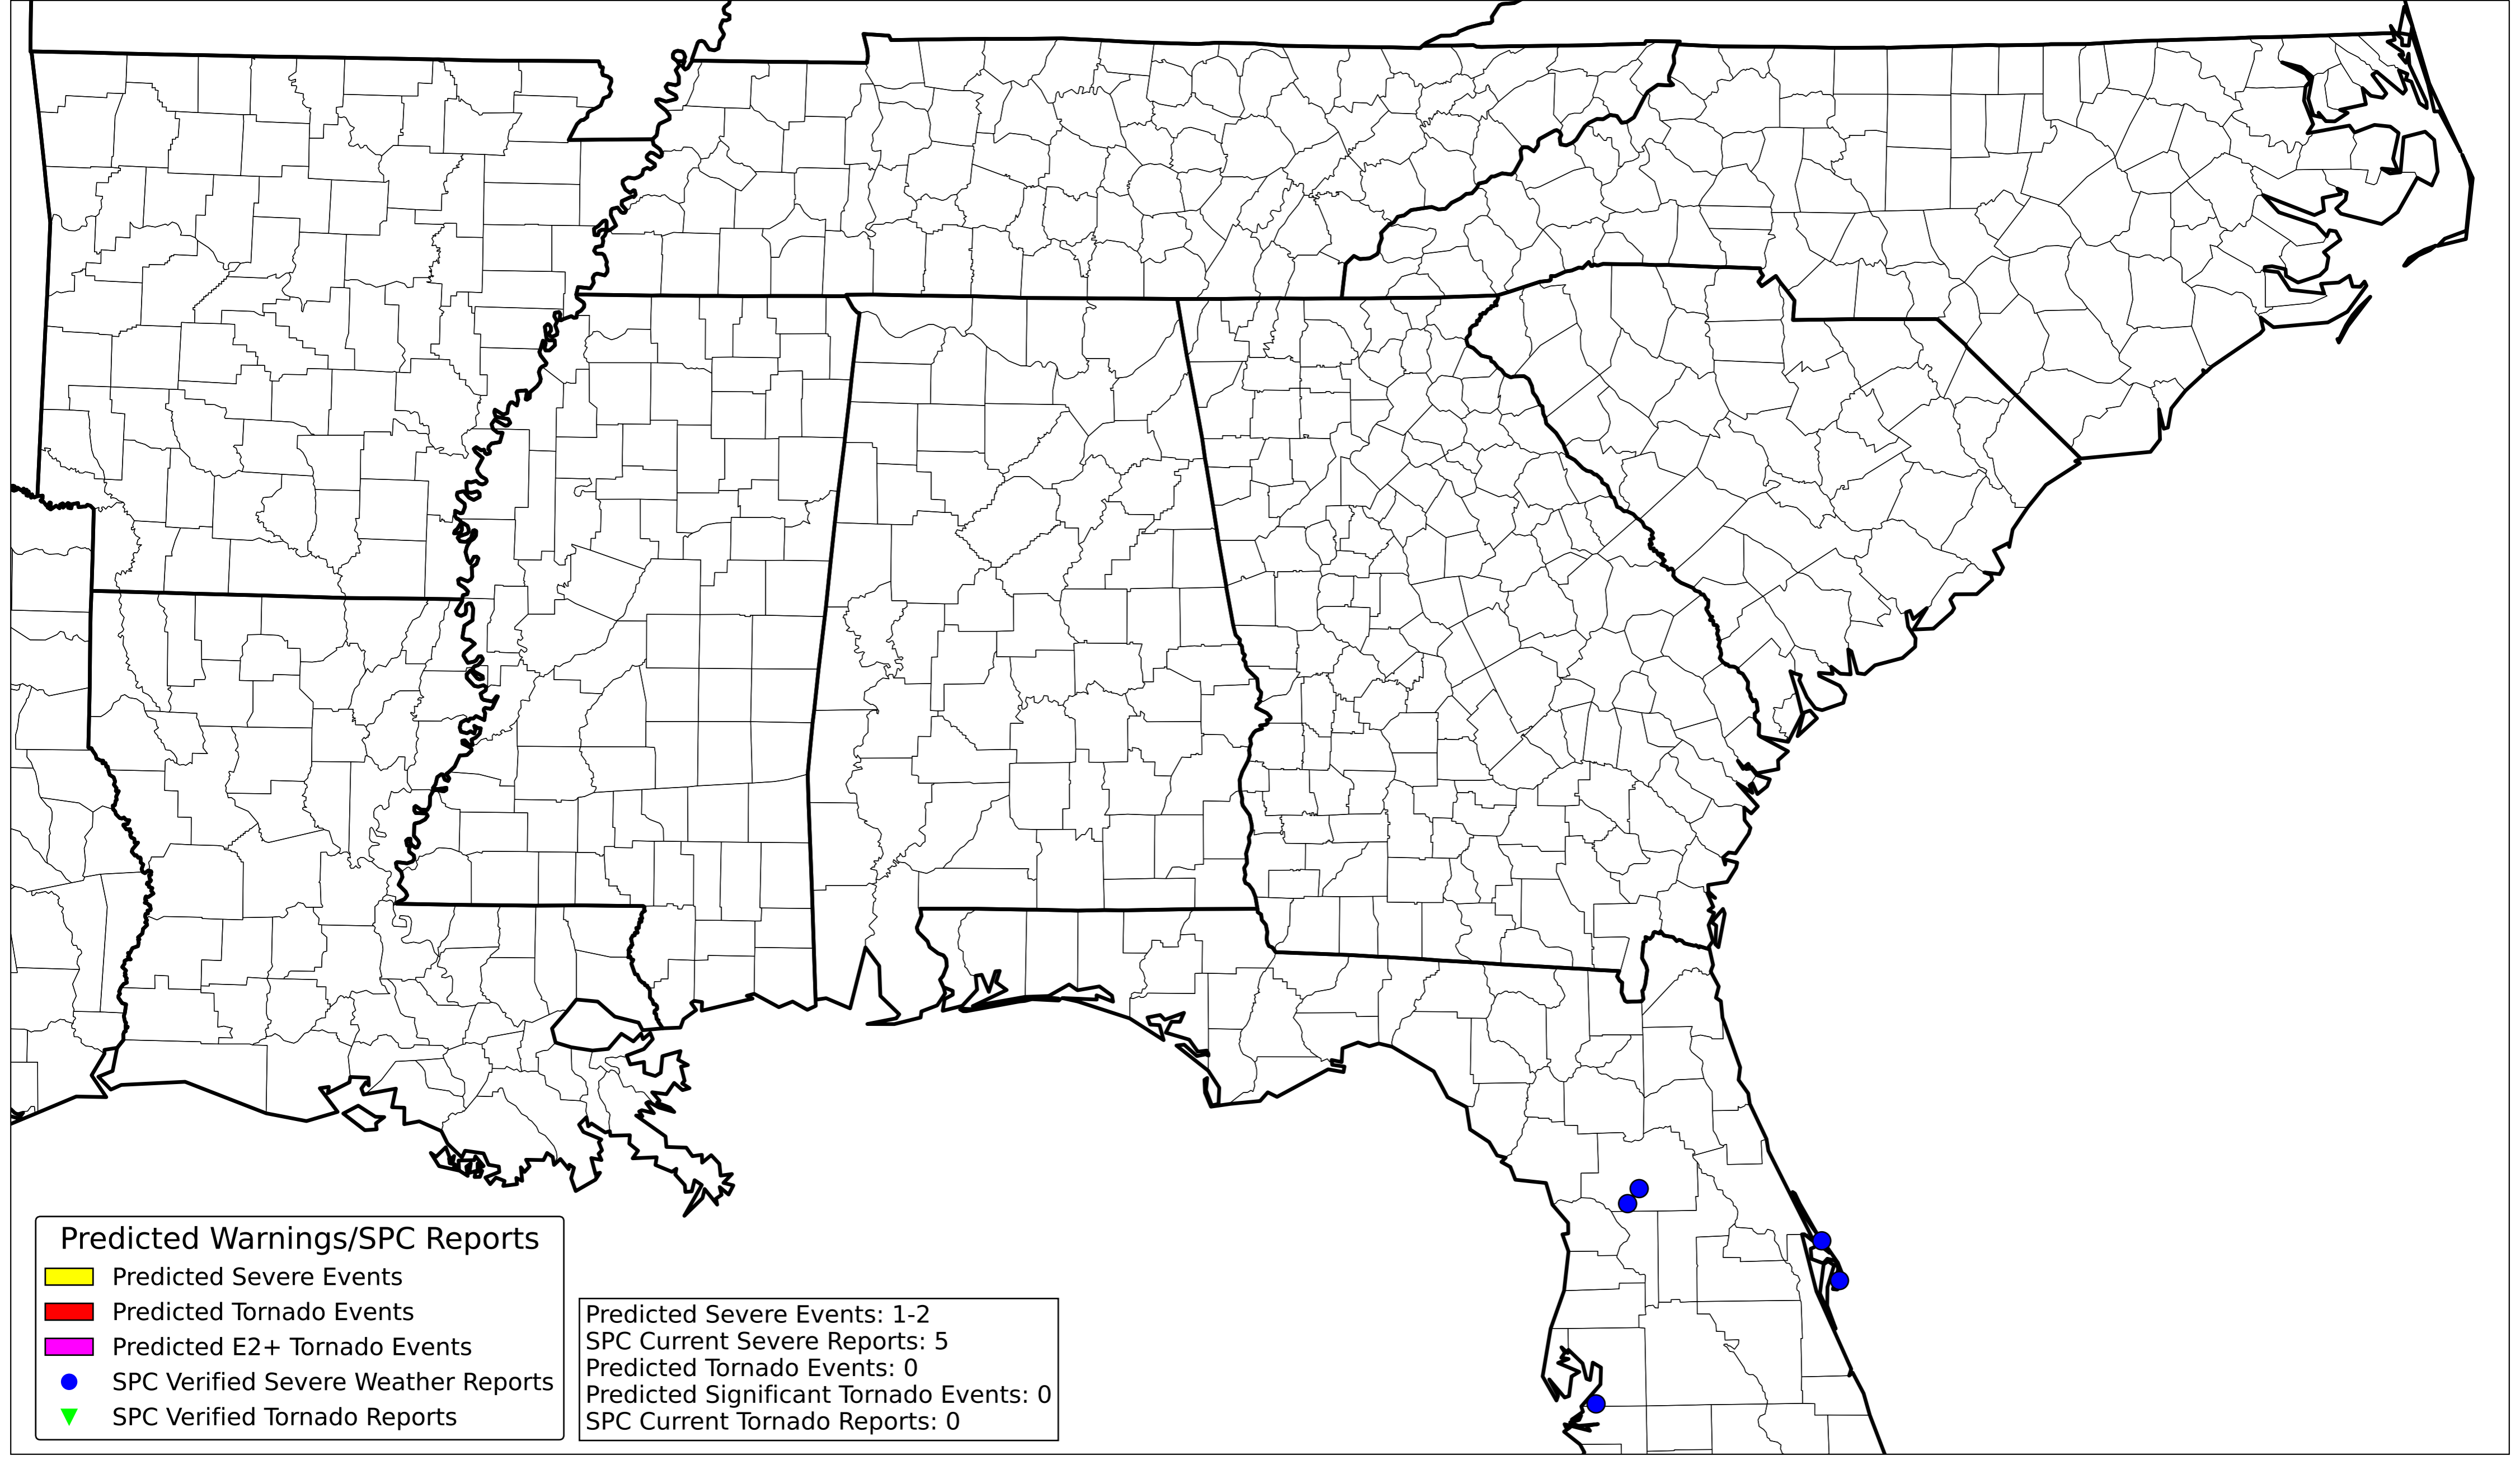 Predicted Warnings/SPC Reports
Predicted Severe Events
Predicted Tornado Events
Predicted E2+ Tornado Events
SPC Verified Severe Weather Reports
SPC Verified Tornado Reports
Predicted Severe Events: 1-2
SPC Current Severe Reports: 5
Predicted Tornado Events: 0
Predicted Significant Tornado Events: 0
SPC Current Tornado Reports: 0